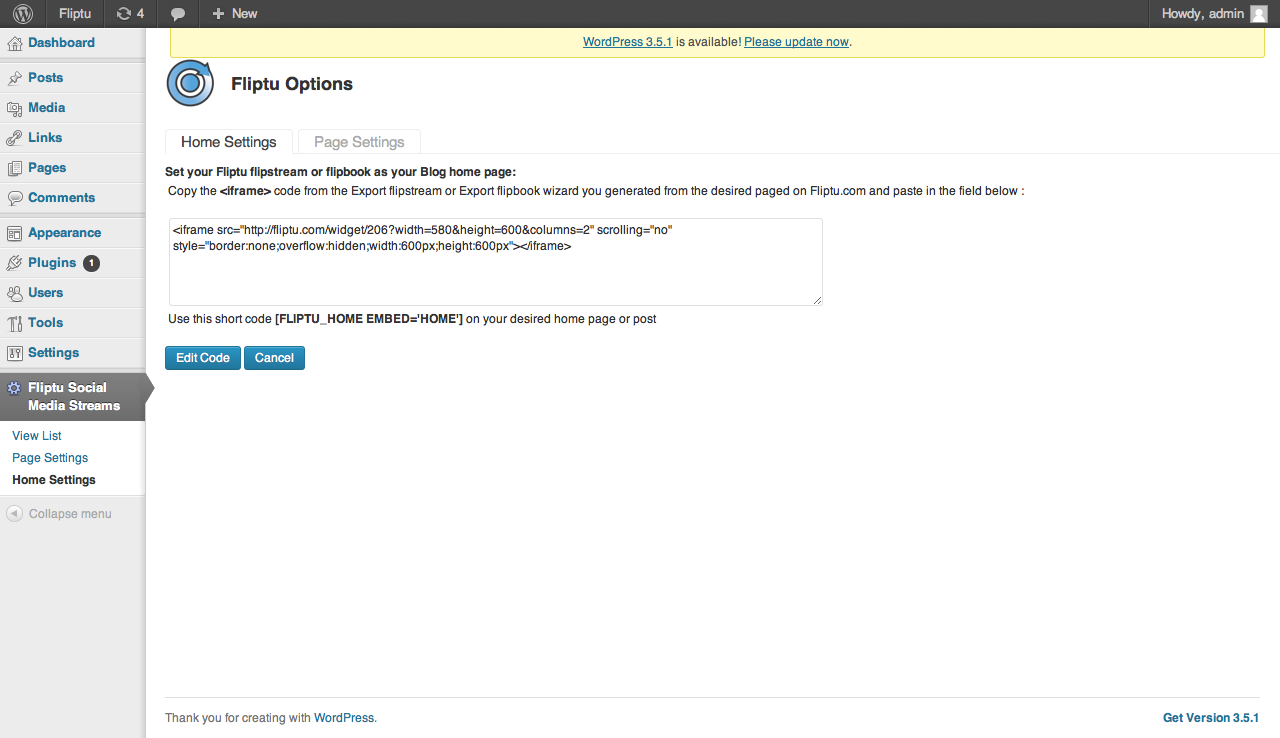 Fliptu 4 New Howdy, admin
WordPress 3.5.1 is available! Please update now.
Dashboard
Posts
Media
Links
Pages
Comments
Appearance
Plugins 1
Users
Tools
Settings
Fliptu Social
Media Streams
View List
Page Settings
Home Settings
Collapse menu
Fliptu Options
Home Settings Page Settings
Set your Fliptu flipstream or flipbook as your Blog home page:
Copy the <iframe> code from the Export flipstream or Export flipbook wizard you generated from the desired paged on Fliptu.com and paste in the field below :
<iframe src="http://fliptu.com/widget/206?width=580&height=600&columns=2" scrolling="no"
style="border:none;overflow:hidden;width:600px;height:600px"></iframe>
Use this short code [FLIPTU_HOME EMBED='HOME'] on your desired home page or post
Edit Code Cancel
Thank you for creating with WordPress. Get Version 3.5.1